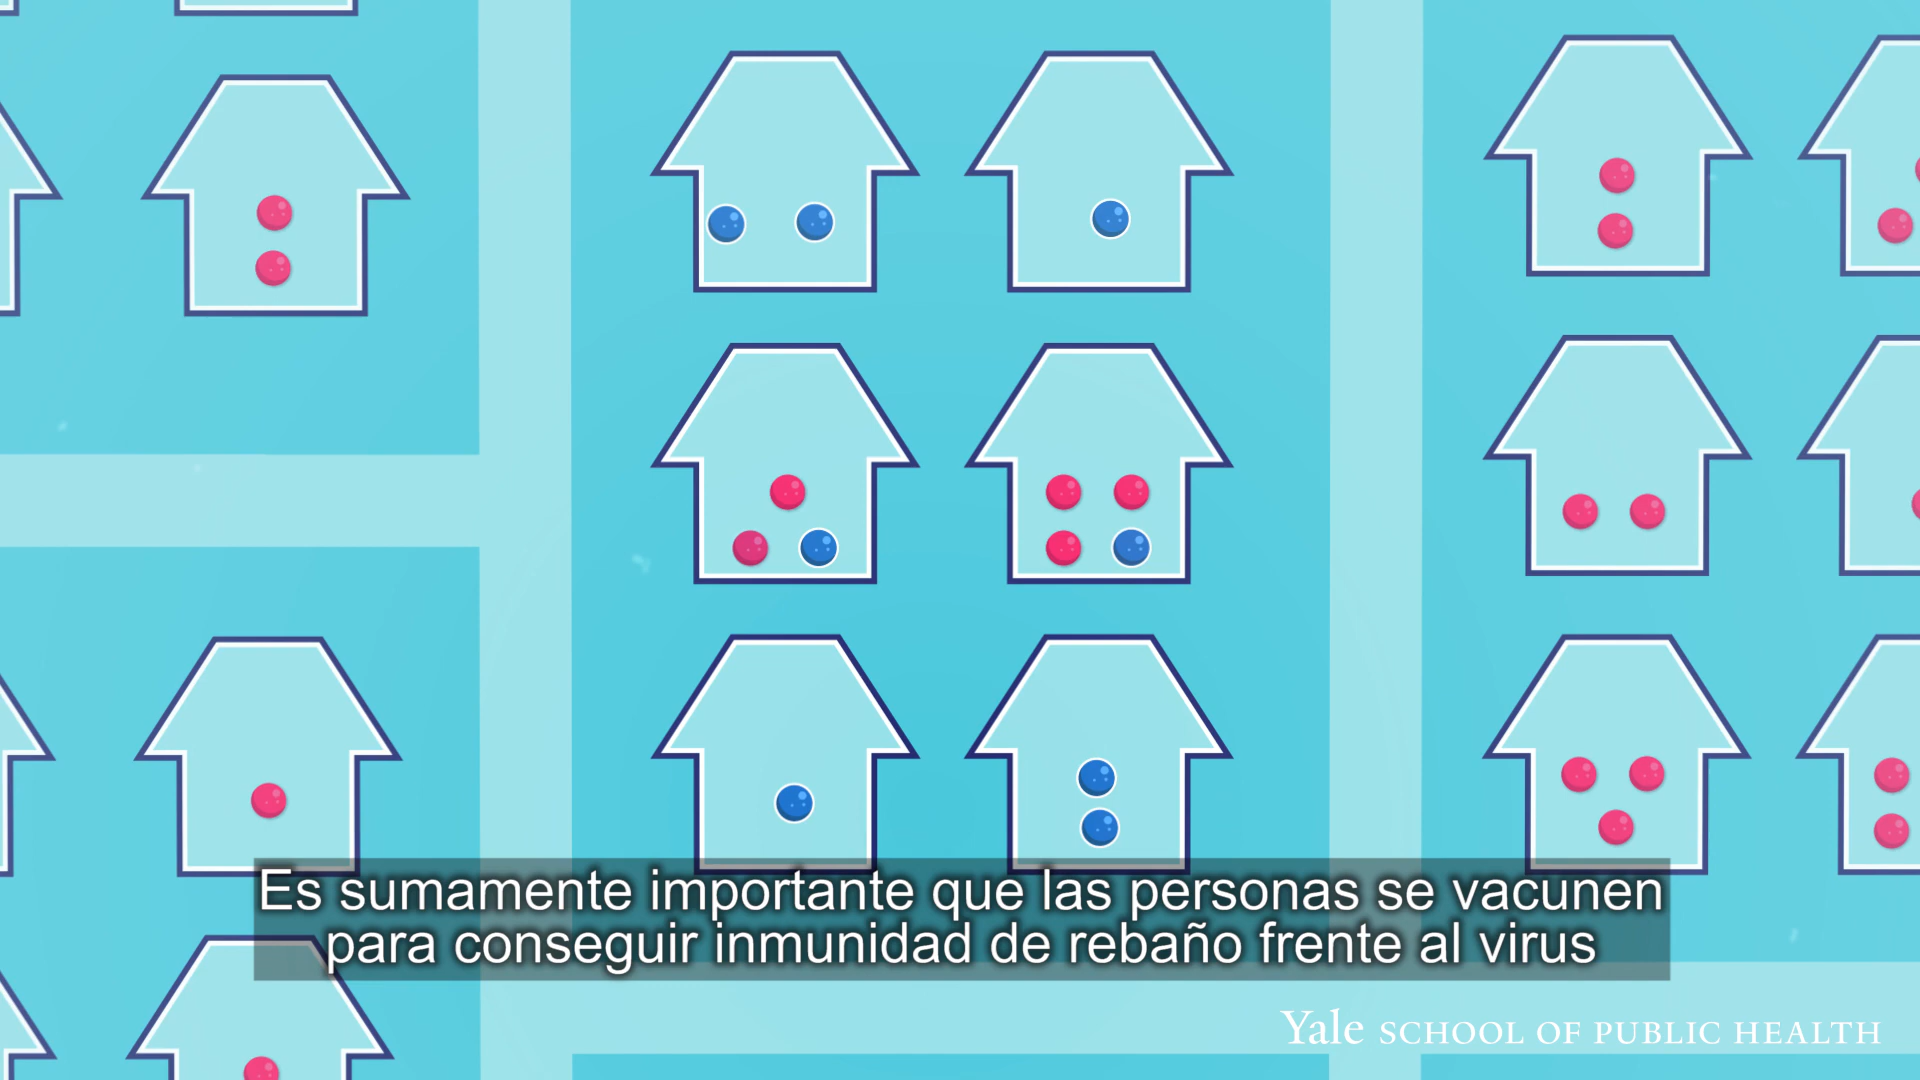 Es sumamente importante que las personas se vacunen
para conseguir inmunidad de rebaño frente al virus
Yale SCHOOL OF PUBLIC HEALTH